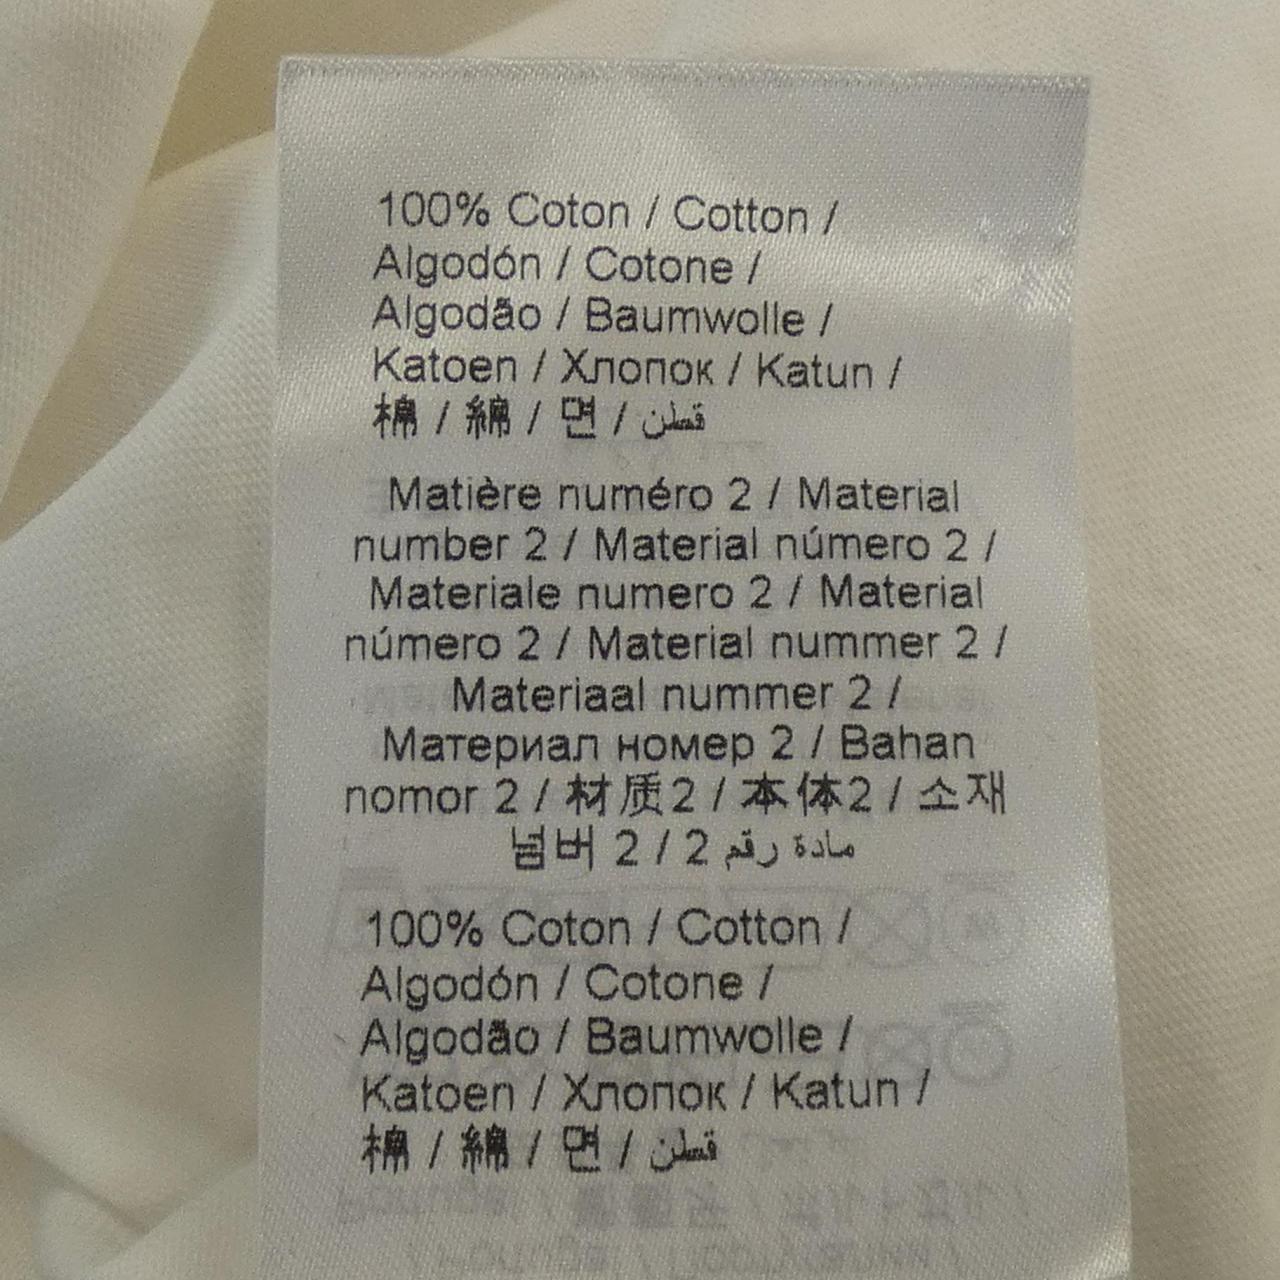 100% Coton / Cotton /
Algodón / Cotone /
Algodão / Baumwolle /
Katoen / Хлопок / Katun /
棉 / 綿 / 면 / قطن
Matière numéro 2 / Material
number 2 / Material número 2 /
Materiale numero 2 / Material
número 2 / Material nummer 2 /
Materiaal nummer 2 /
Материал номер 2 / Bahan
nomor 2 / 材质2 / 本体2 / 소재
넘버 2 / مادة رقم 2
100% Coton / Cotton /
Algodón / Cotone /
Algodão / Baumwolle /
Katoen / Хлопок / Katun /
棉 / 綿 / 면 / قطن